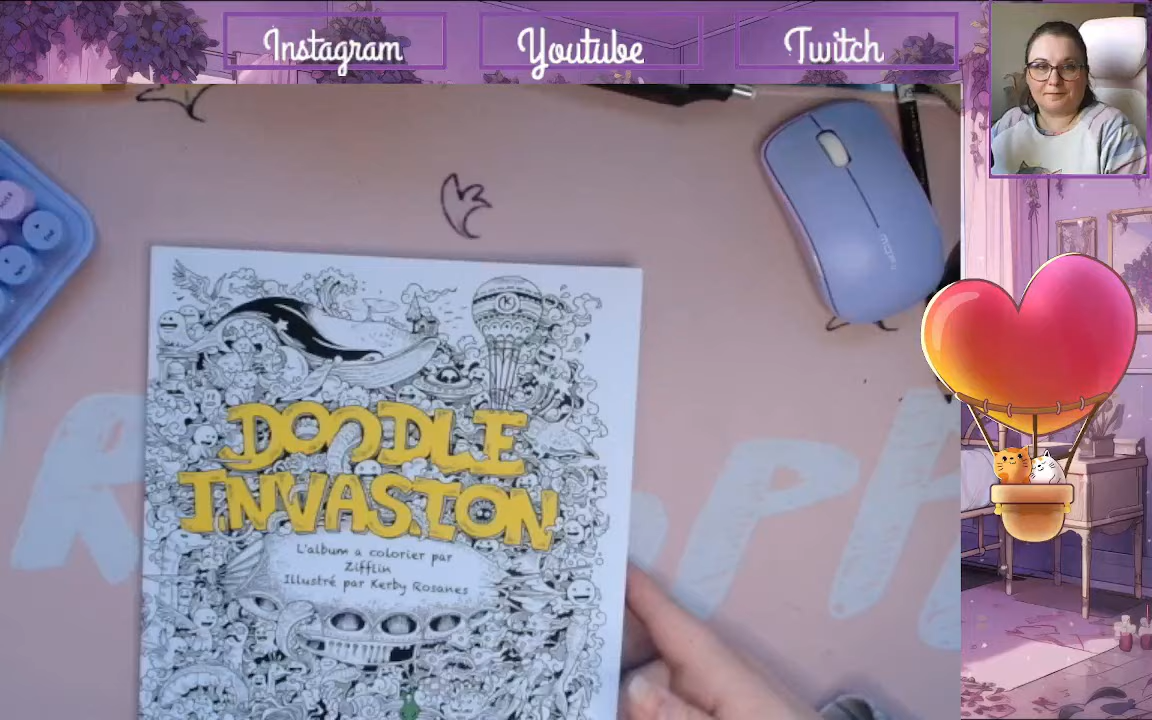 Instagram
Youtube
Twitch
DOODLE
INVASION
L'album a colorier par
Zifflin
Illustré par Kerby Rosanes
K